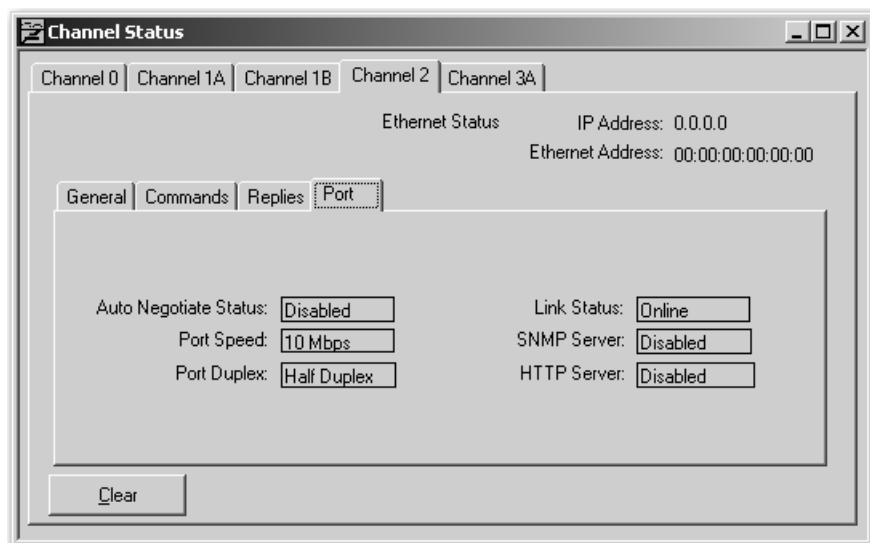 Channel Status
Channel 0 Channel 1A Channel 1B Channel 2 Channel 3A
Ethernet Status IP Address: 0.0.0.0
Ethernet Address: 00:00:00:00:00:00
General Commands Replies Port
Auto Negotiate Status: Disabled Link Status: Online
Port Speed: 10 Mbps SNMP Server: Disabled
Port Duplex: Half Duplex HTTP Server: Disabled
Clear